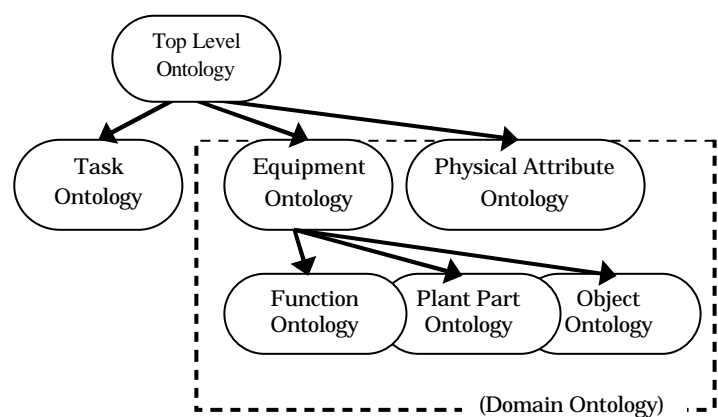 Top Level
Ontology
Task
Ontology
Equipment
Ontology
Physical Attribute
Ontology
Function
Ontology
Plant Part
Ontology
Object
Ontology
(Domain Ontology)